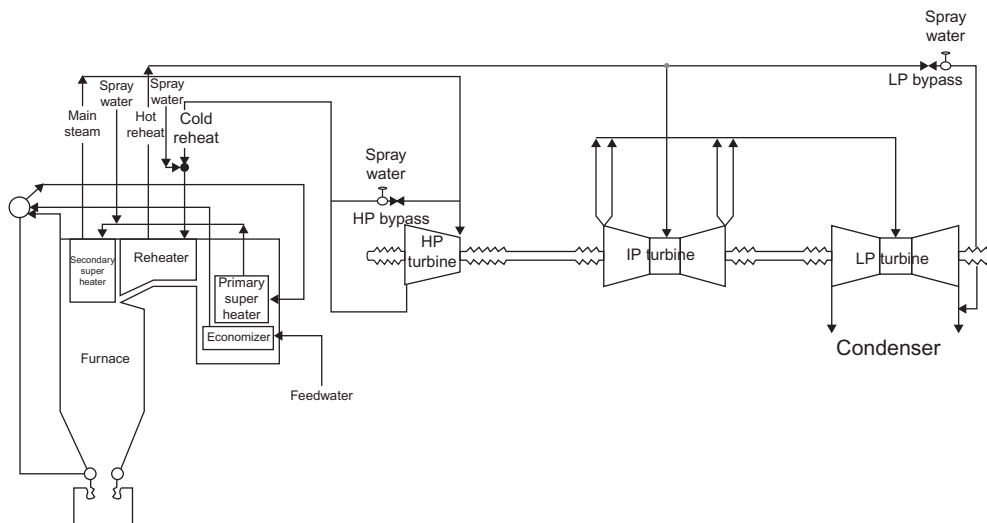 Spray
water
LP bypass
Spray
water
Spray
water
Main
steam
Hot
reheat
Cold
reheat
Spray
water
HP bypass
HP
turbine
IP turbine
LP turbine
Secondary
super
heater
Reheater
Primary
super
heater
Economizer
Furnace
Feedwater
Condenser